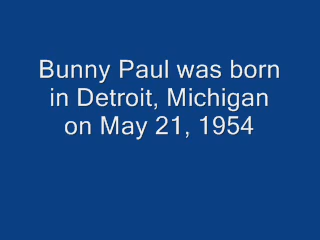 Bunny Paul was born
in Detroit, Michigan
on May 21, 1954